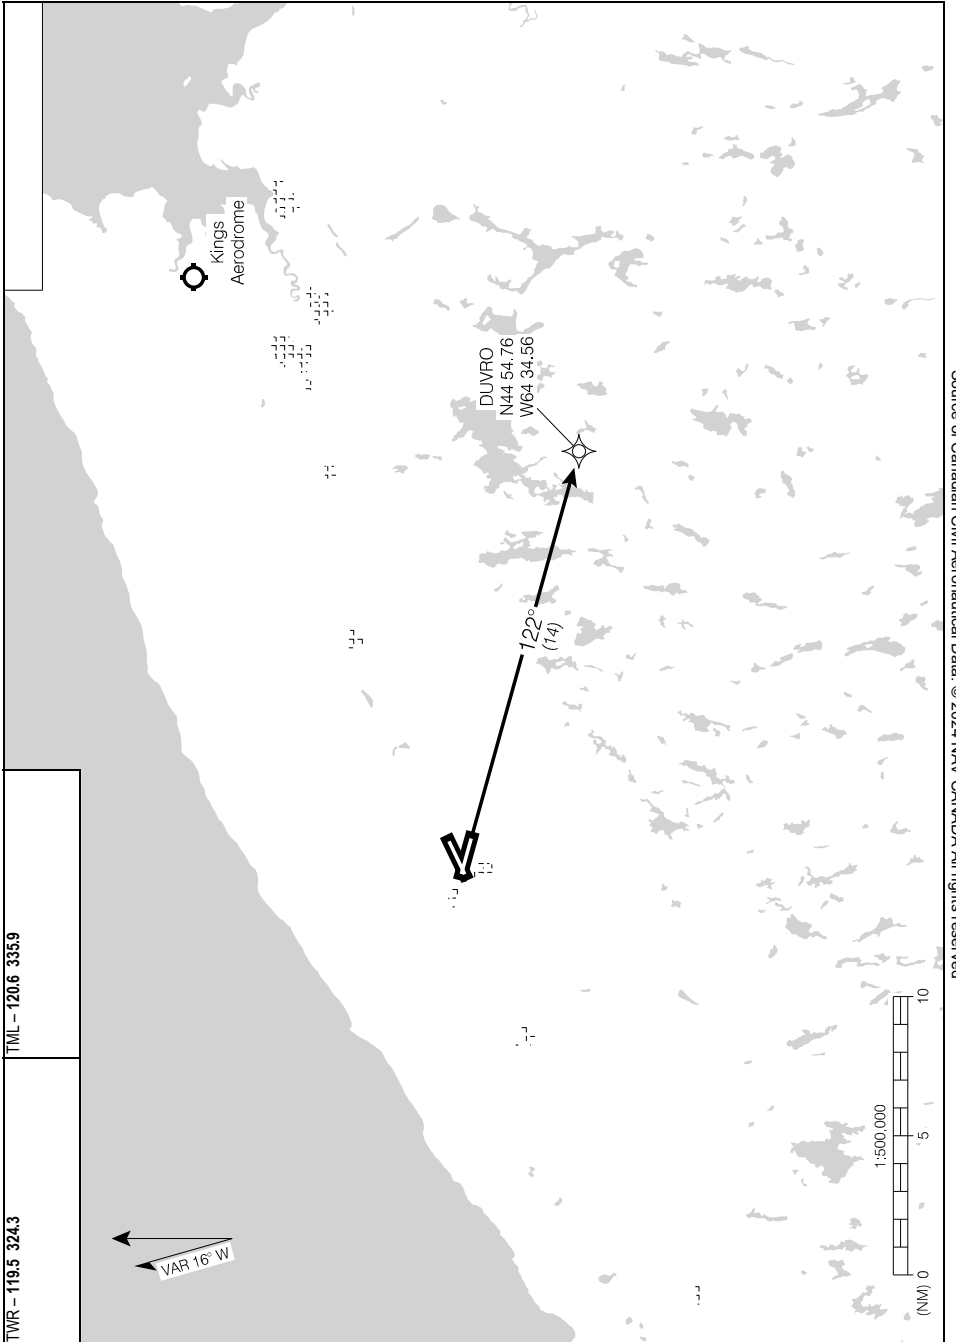 TWR – 119.5 324.3
TML – 120.6 335.9
Kings
Aerodrome
DUVRO
N44 54.76
W64 34.56
122°
(14)
VAR 16° W
1:500,000
(NM) 0 5 10
Source of Canadian Civil Aeronautical Data: © 2024 NAV CANADA All rights reserved